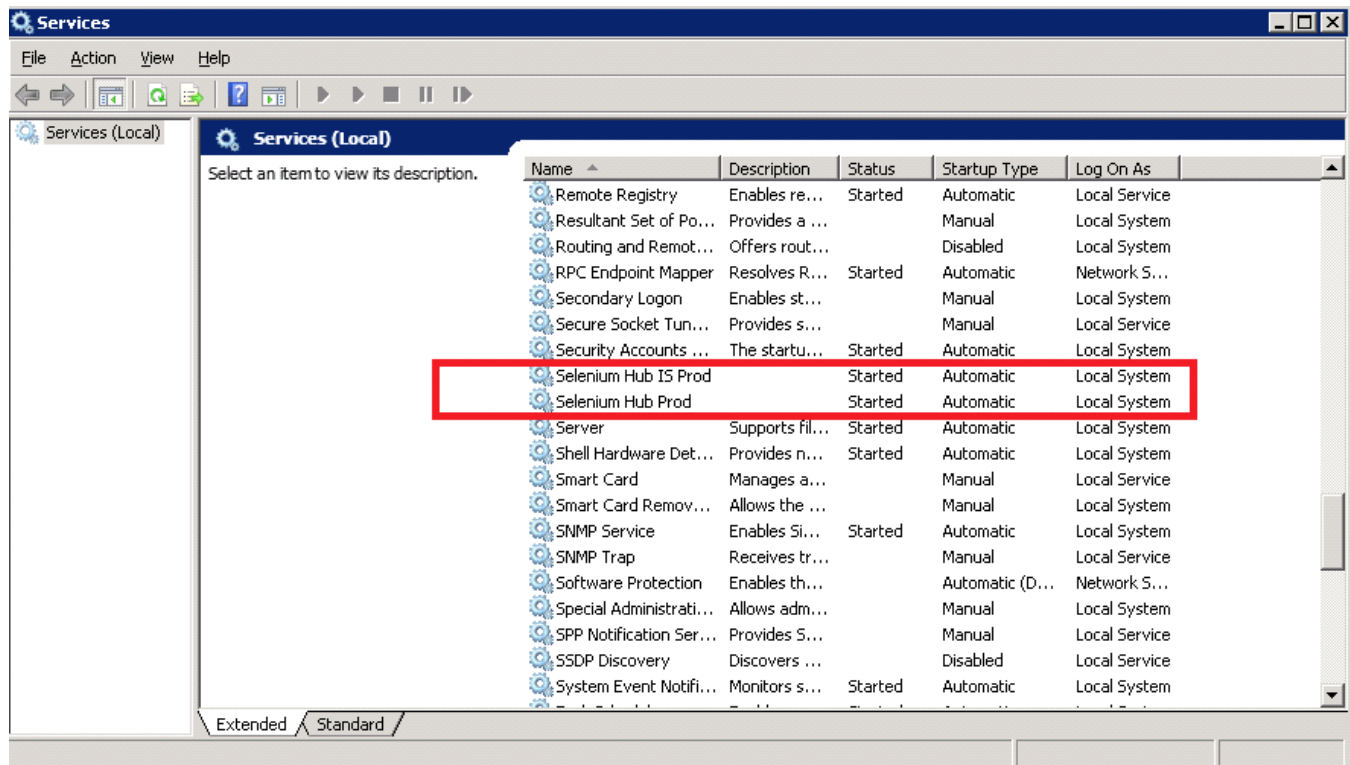 Services
File Action View Help
Services (Local)
Services (Local)
Select an item to view its description.
Name Description Status Startup Type Log On As
Remote Registry Enables re... Started Automatic Local Service
Resultant Set of Po... Provides a ... Manual Local System
Routing and Remot... Offers rout... Disabled Local System
RPC Endpoint Mapper Resolves R... Started Automatic Network S...
Secondary Logon Enables st... Manual Local System
Secure Socket Tun... Provides s... Manual Local Service
Security Accounts ... The startu... Started Automatic Local System
Selenium Hub IS Prod Started Automatic Local System
Selenium Hub Prod Started Automatic Local System
Server Supports fil... Started Automatic Local System
Shell Hardware Det... Provides n... Started Automatic Local System
Smart Card Manages a... Manual Local Service
Smart Card Remov... Allows the ... Manual Local System
SNMP Service Enables Si... Started Automatic Local System
SNMP Trap Receives tr... Manual Local Service
Software Protection Enables th... Automatic (D... Network S...
Special Administrati... Allows adm... Manual Local System
SPP Notification Ser... Provides S... Manual Local Service
SSDP Discovery Discovers ... Disabled Local Service
System Event Notifi... Monitors s... Started Automatic Local System
Extended Standard